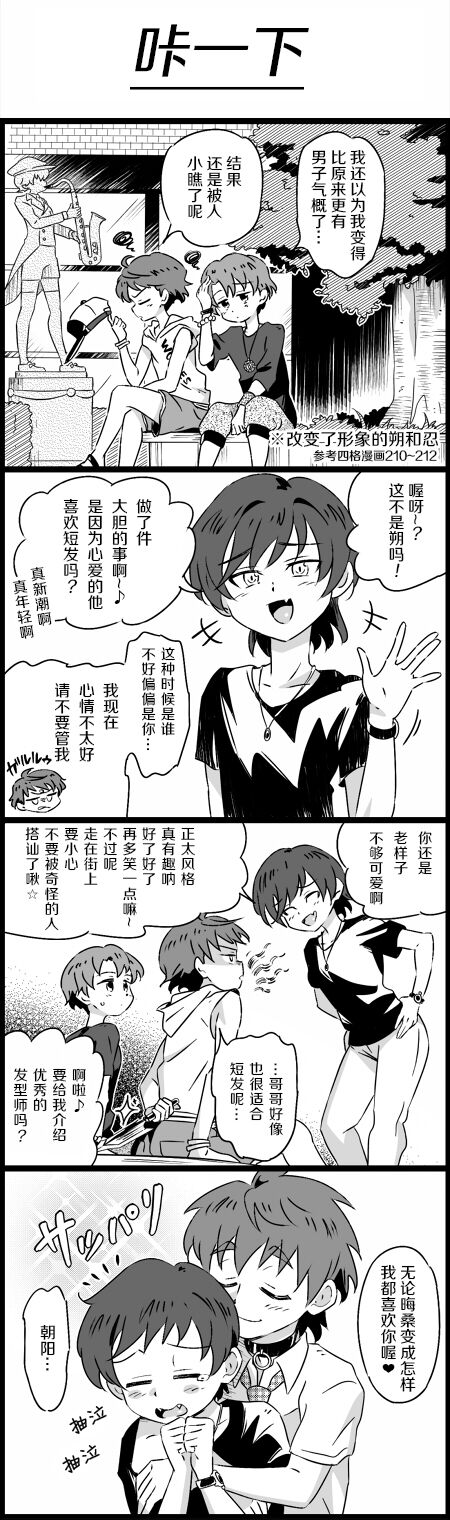 咔一下
我还以为我变得
比原来更有
男子气概了…
结果
还是被人
小瞧了呢
※改变了形象的朔和忍
参考四格漫画210~212
喔呀~?
这不是朔吗!
做了件
大胆的事啊~♪
是因为心爱的他
喜欢短发吗?
真新潮啊
真年轻啊
这种时候是谁
不好偏偏是你…
我现在
心情不太好
请不要管我
ガルルルゥ
你还是
老样子
不够可爱啊
正太风格
真有趣呐
好了好了
再多笑一点嘛~
不过呢
走在街上
要小心
不要被奇怪的人
搭讪了啾☆
…哥哥好像
也很适合
短发呢…
啊啦♪
要给我介绍
优秀的
发型师吗?
サッパリ
无论晦桑变成怎样
我都喜欢你喔♥
朝阳…
抽泣
抽泣